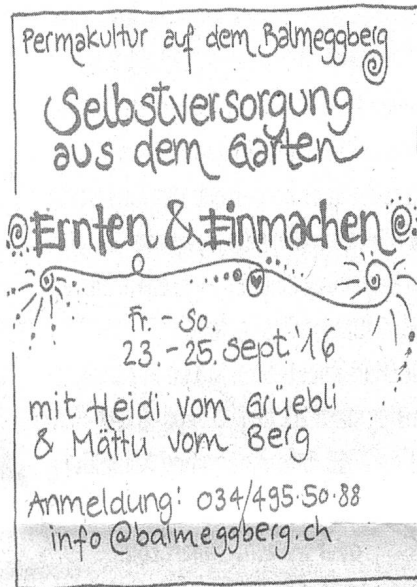 Permakultur auf dem Balmeggberg
Selbstversorgung
aus dem Garten
Ernten & Einmachen
Fr. - So.
23. - 25. Sept '16
mit Heidi vom Grüebli
& Mättu vom Berg
Anmeldung: 034/495·50·88
info@balmeggberg.ch